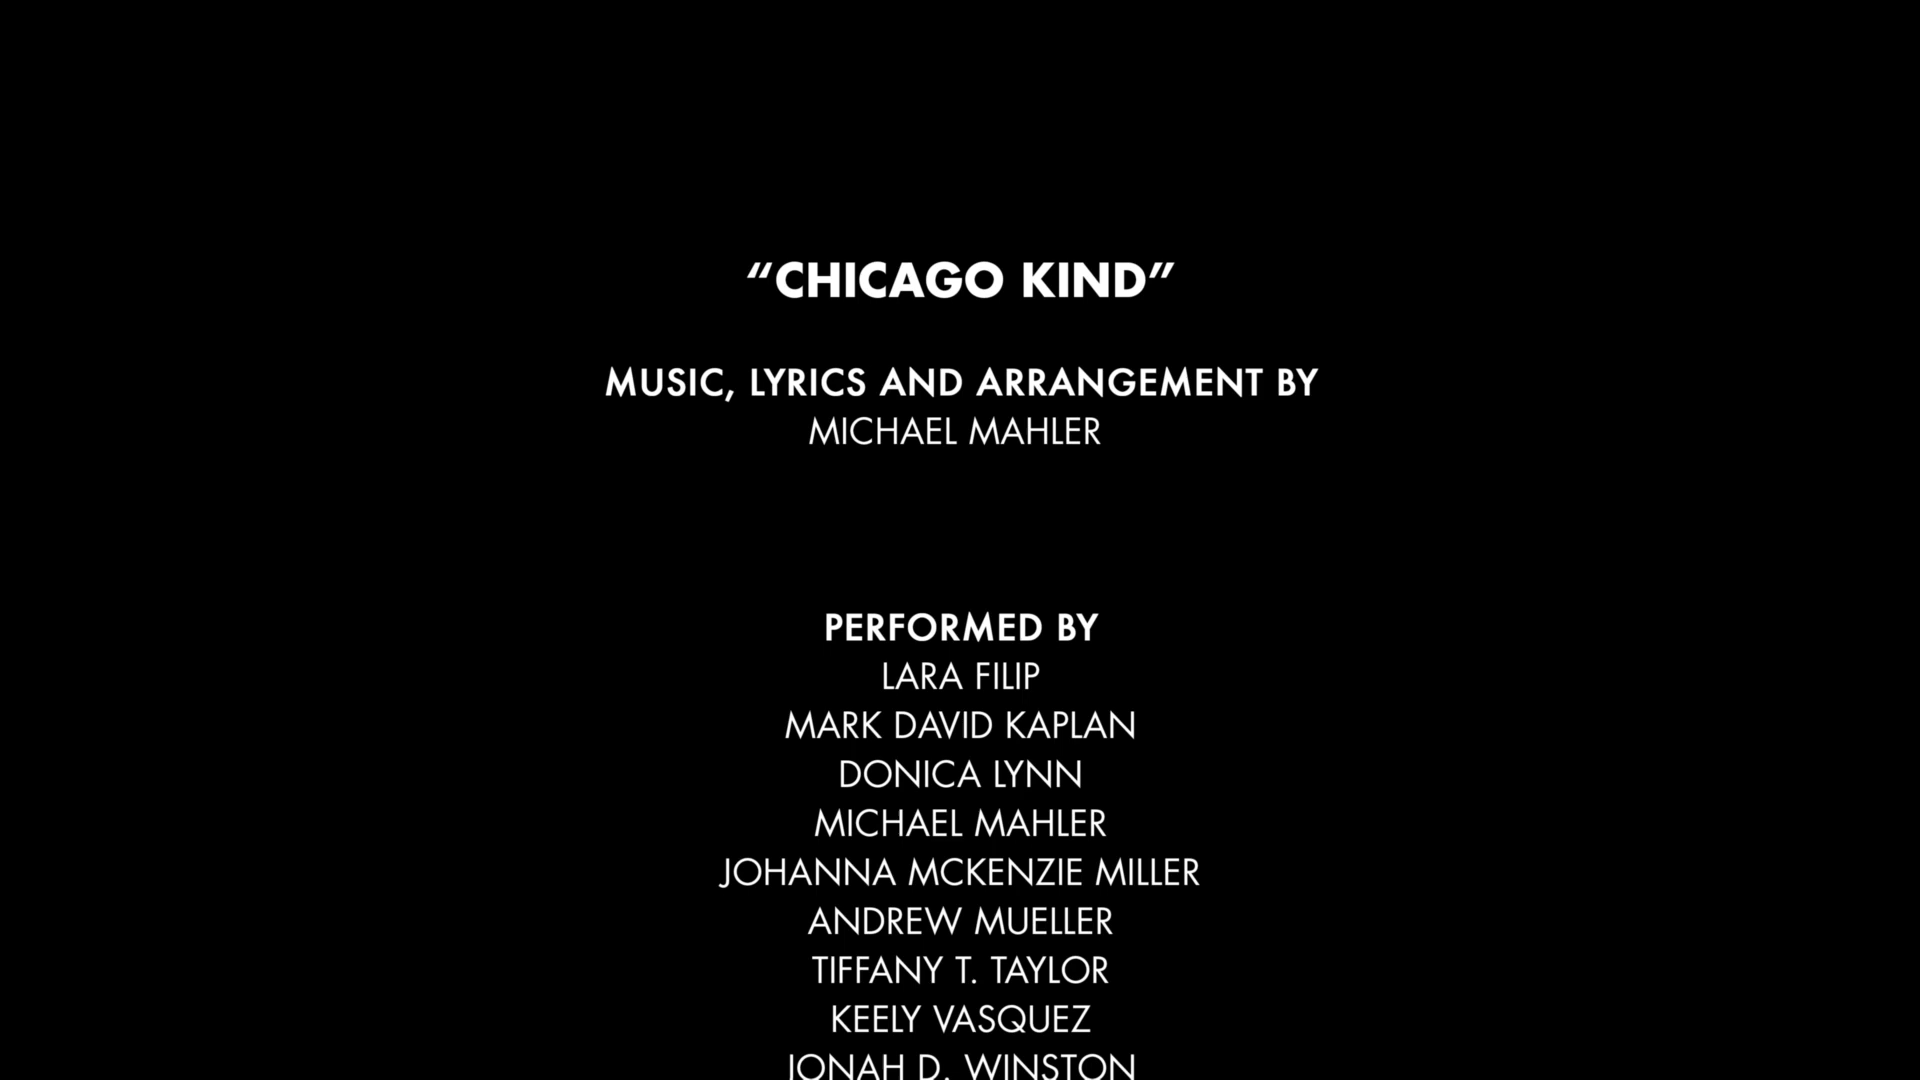 “CHICAGO KIND”
MUSIC, LYRICS AND ARRANGEMENT BY
MICHAEL MAHLER
PERFORMED BY
LARA FILIP
MARK DAVID KAPLAN
DONICA LYNN
MICHAEL MAHLER
JOHANNA MCKENZIE MILLER
ANDREW MUELLER
TIFFANY T. TAYLOR
KEELY VASQUEZ
JONAH D. WINSTON